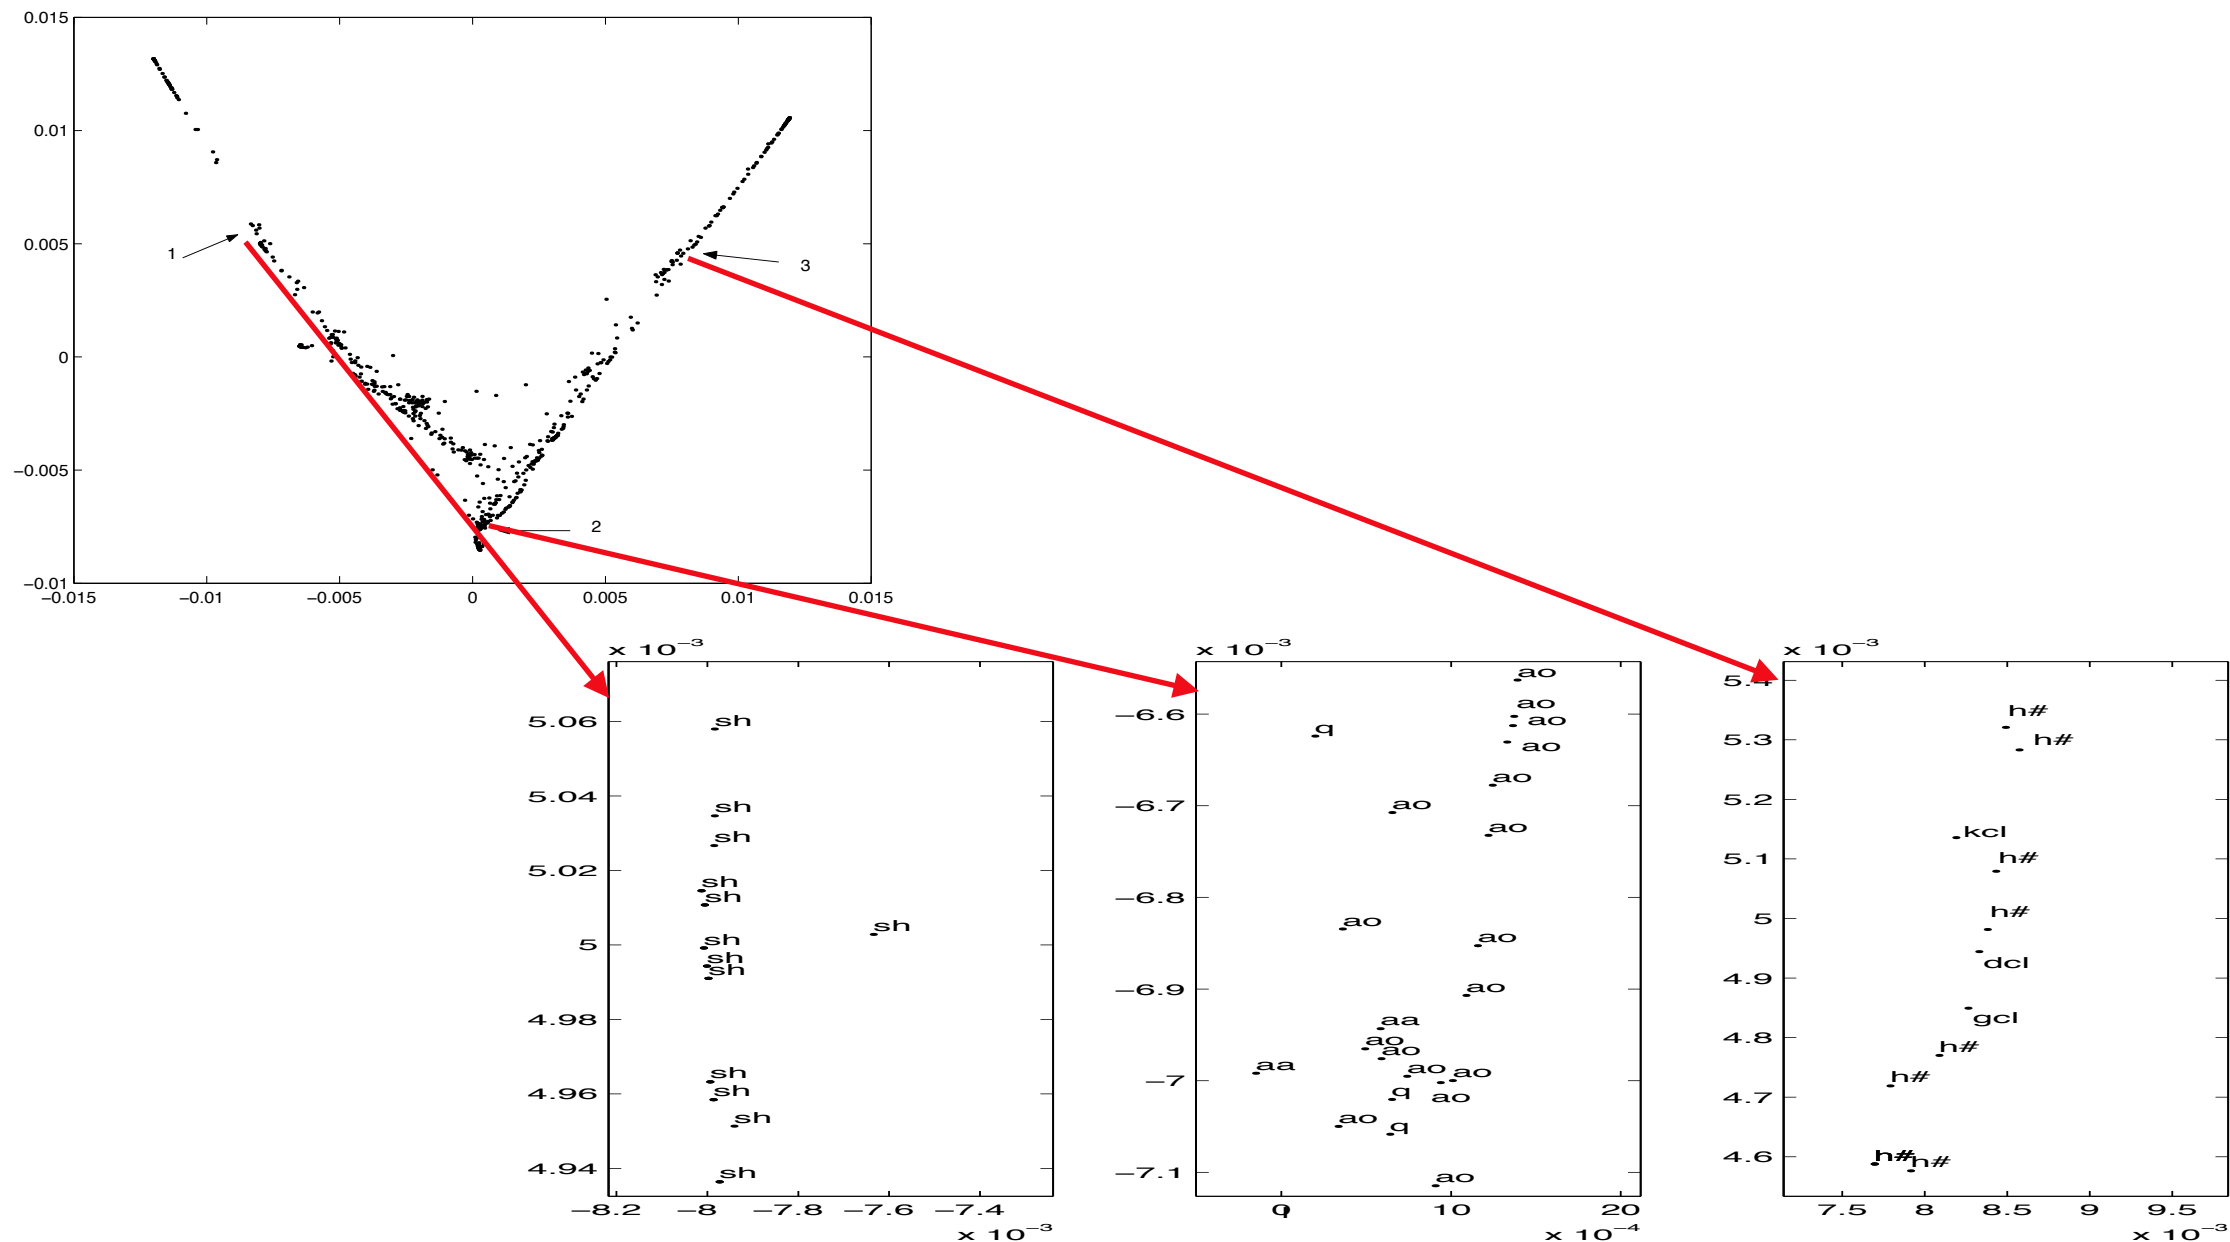 0.015
0.01
0.005
0
−0.005
−0.01
−0.015 −0.01 −0.005 0 0.005 0.01 0.015
1
3
2
x 10−3
5.06
5.04
5.02
5
4.98
4.96
4.94
sh
sh
sh
sh
sh
sh
sh
sh
sh
sh
sh
sh
sh
−8.2 −8 −7.8 −7.6 −7.4
x 10−3
x 10−3
−6.6
−6.7
−6.8
−6.9
−7
−7.1
ao
ao
ao
q
ao
ao
ao
ao
ao
ao
ao
aa
ao
ao
aa
ao ao
q
ao
ao
q
ao
0 10 20
q
x 10−4
x 10−3
5.4
5.3
5.2
5.1
5
4.9
4.8
4.7
4.6
h#
h#
kcl
h#
h#
dcl
gcl
h#
h#
h#
h#
7.5 8 8.5 9 9.5
x 10−3